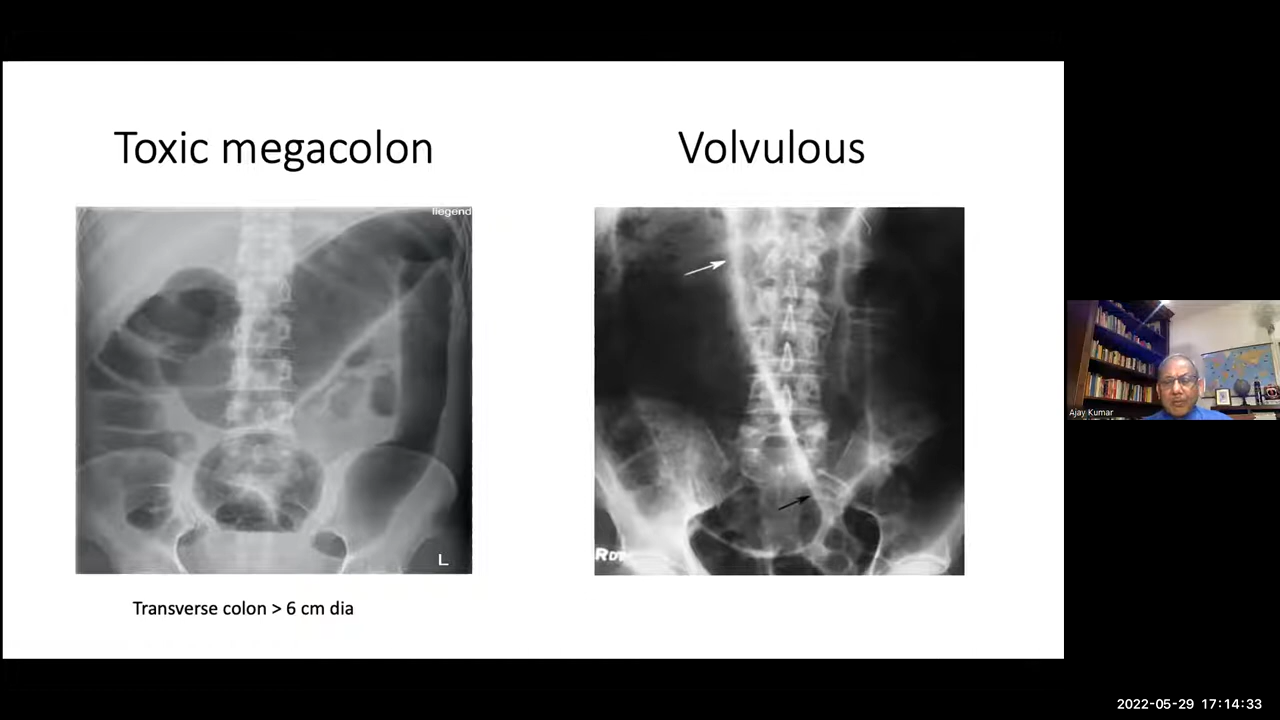 Toxic megacolon
Volvulous
liegend
L
R
Transverse colon > 6 cm dia
Ajay Kumar
2022-05-29 17:14:33